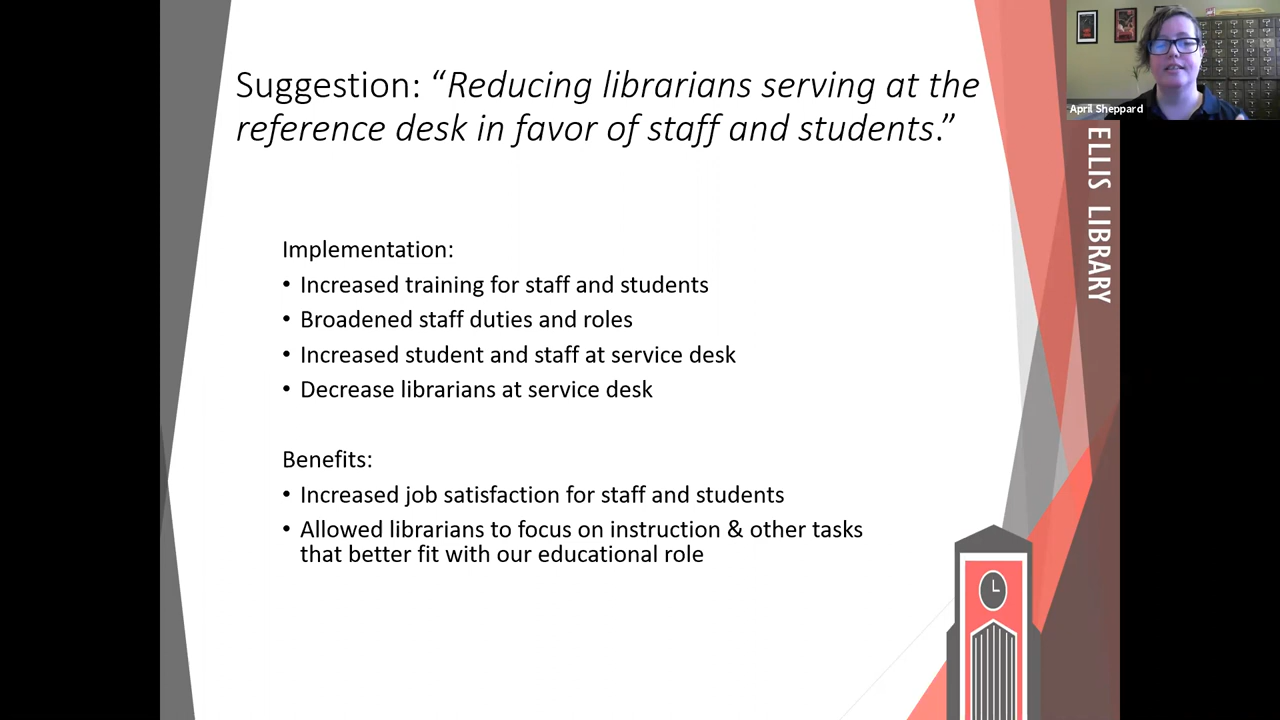 Suggestion: “Reducing librarians serving at the
reference desk in favor of staff and students.”
Implementation:
• Increased training for staff and students
• Broadened staff duties and roles
• Increased student and staff at service desk
• Decrease librarians at service desk
Benefits:
• Increased job satisfaction for staff and students
• Allowed librarians to focus on instruction & other tasks
that better fit with our educational role
April Sheppard
ELLIS LIBRARY